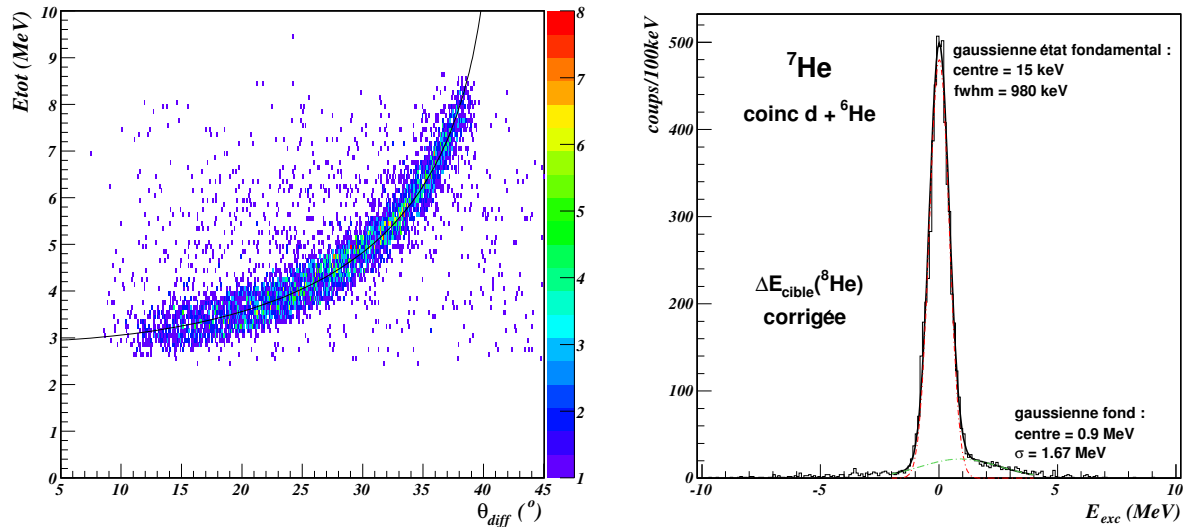 Etot (MeV)
10
9
8
7
6
5
4
3
2
1
0
5 10 15 20 25 30 35 40 45
θdiff (°)
8
7
6
5
4
3
2
1
coups/100keV
500
400
300
200
100
0
-10 -5 0 5 10
Eexc (MeV)
⁷He
coinc d + ⁶He
ΔEcible(⁸He)
corrigée
gaussienne état fondamental :
centre = 15 keV
fwhm = 980 keV
gaussienne fond :
centre = 0.9 MeV
σ = 1.67 MeV